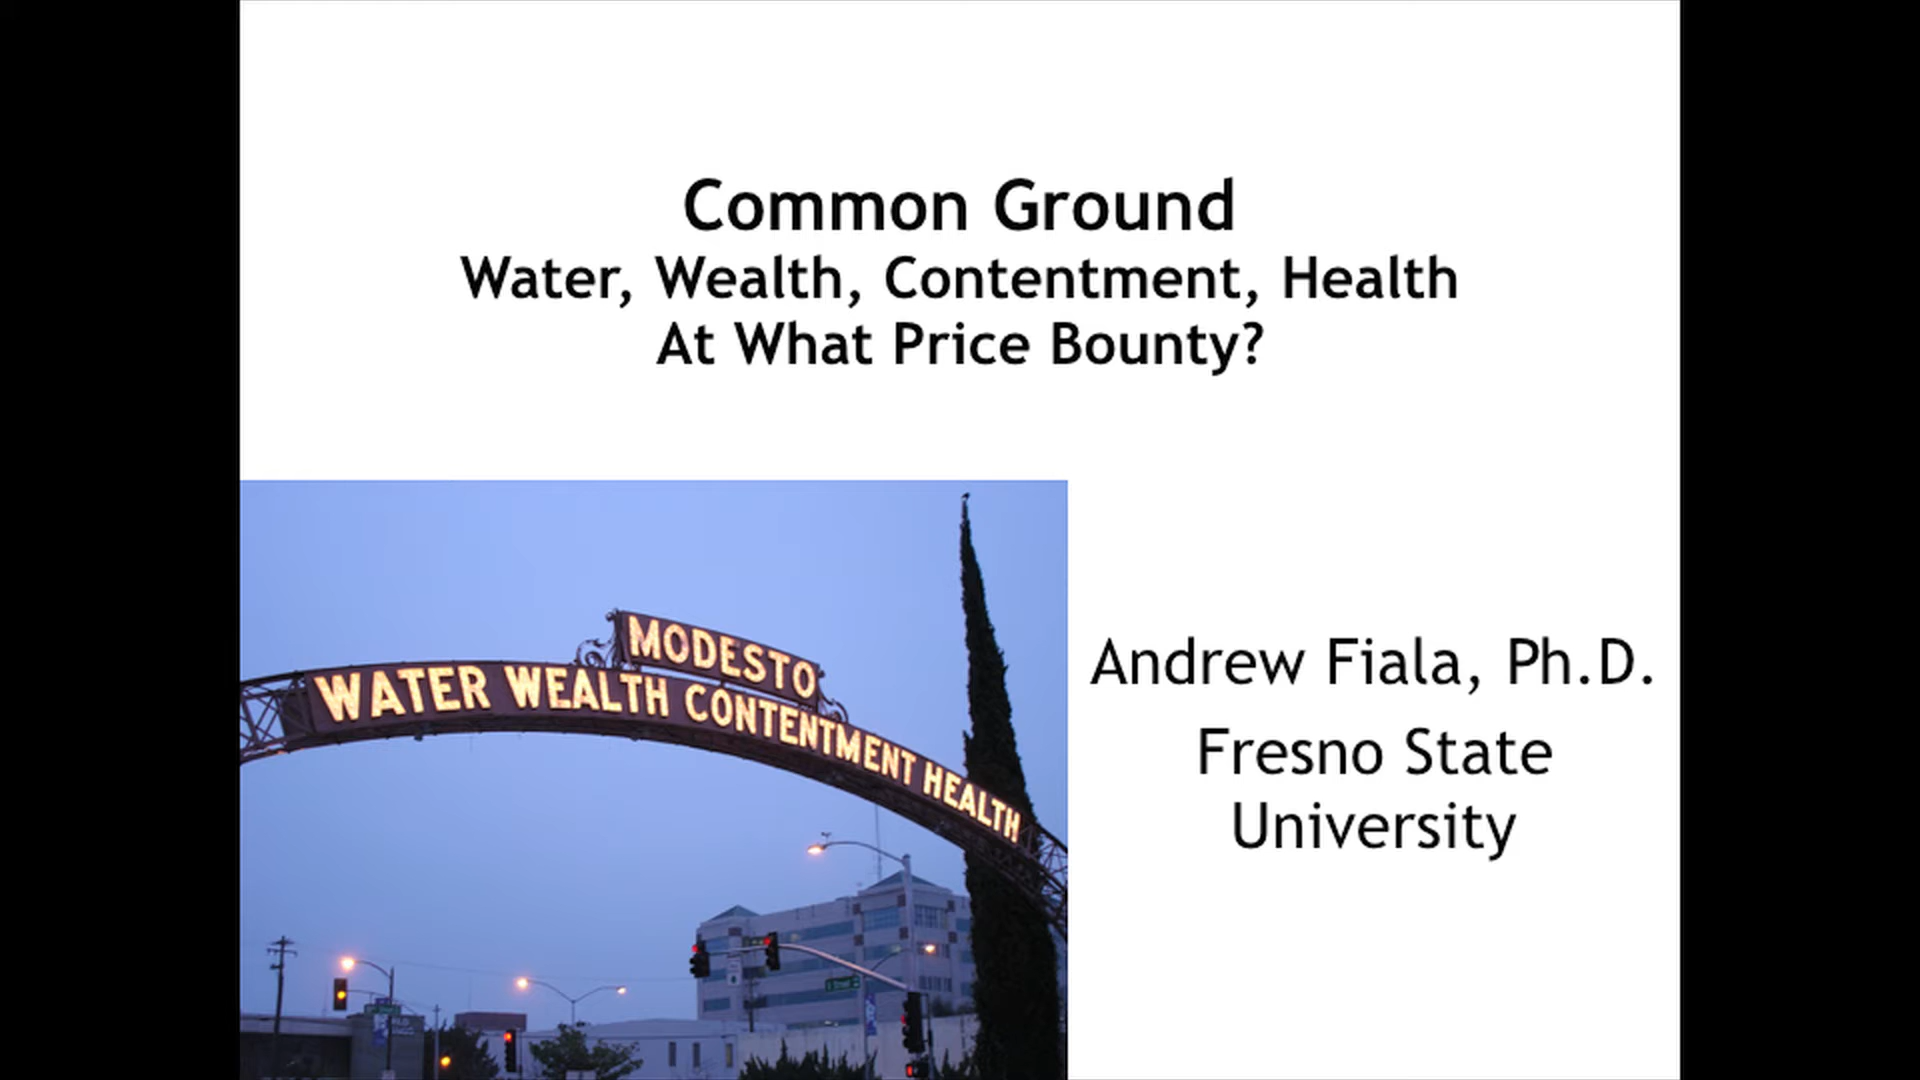 Common Ground
Water, Wealth, Contentment, Health
At What Price Bounty?
MODESTO
WATER WEALTH CONTENTMENT HEALTH
Andrew Fiala, Ph.D.
Fresno State
University